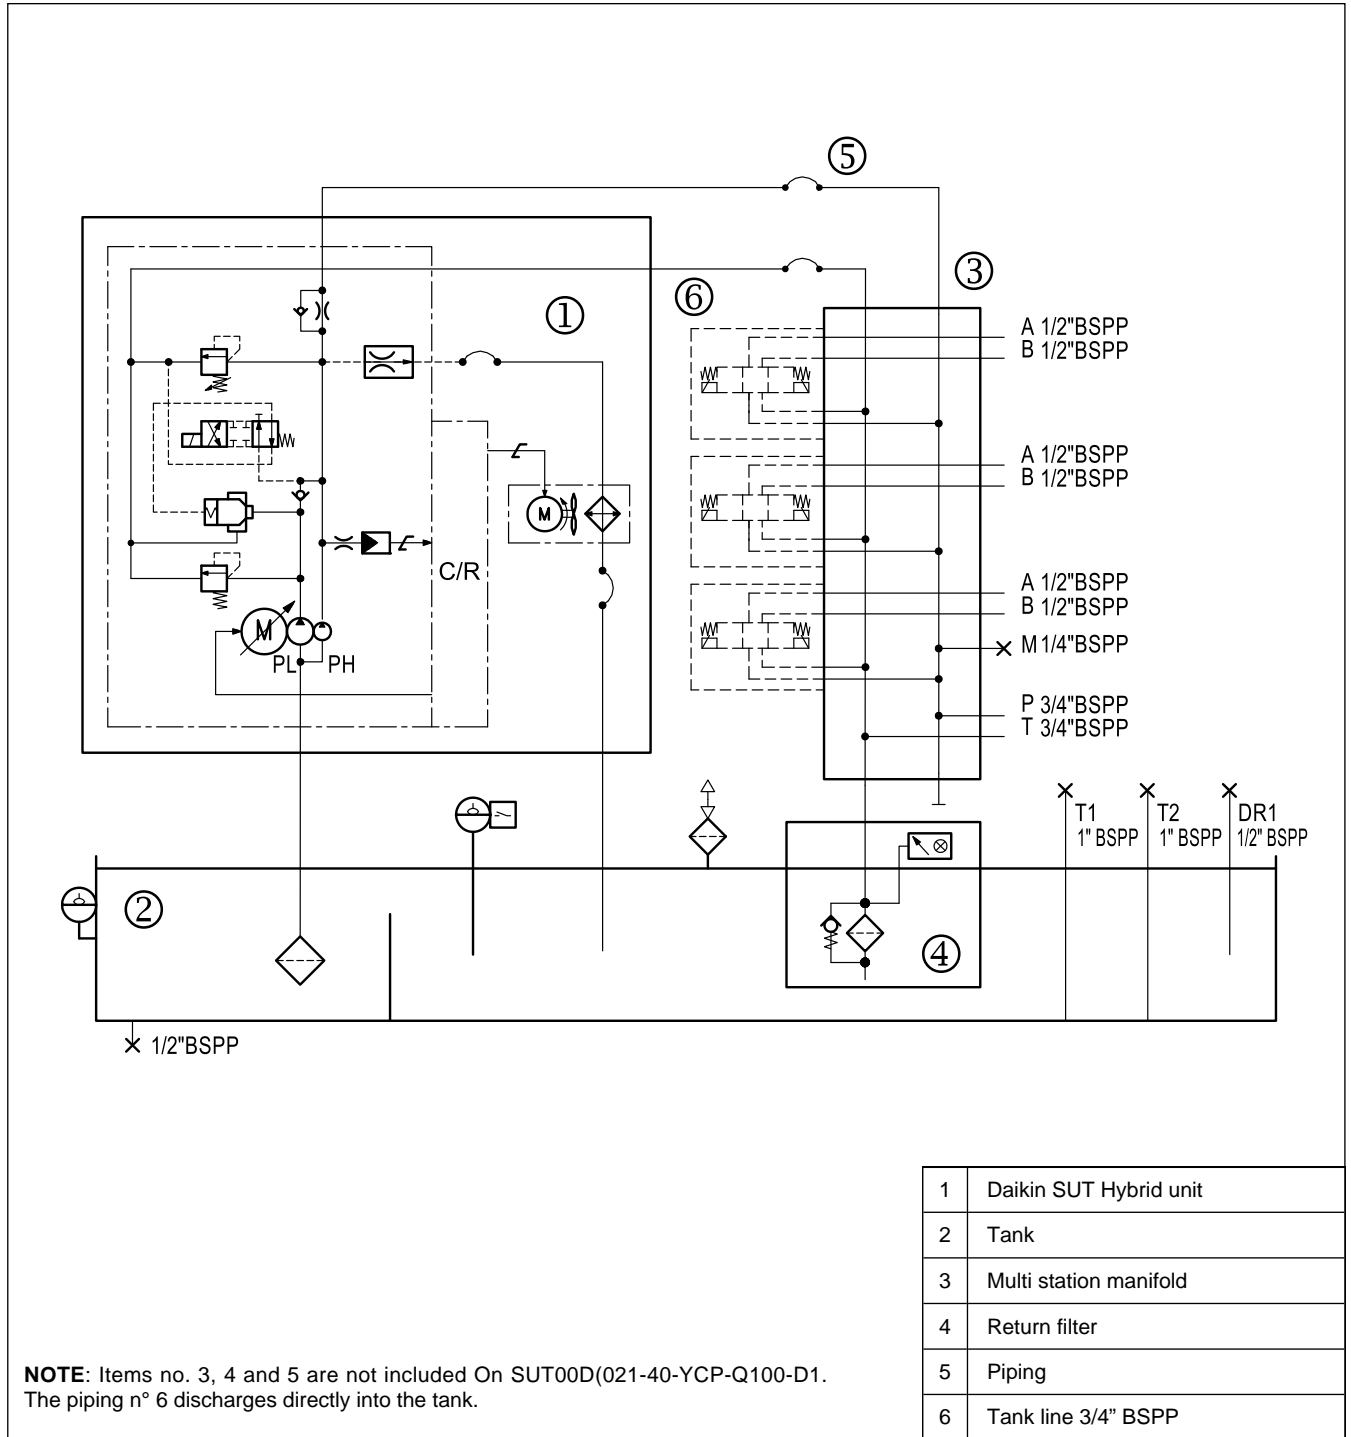 ⑤
③
⑥
①
A 1/2"BSPP
B 1/2"BSPP
A 1/2"BSPP
B 1/2"BSPP
M
C/R
A 1/2"BSPP
B 1/2"BSPP
M
PL PH
M 1/4"BSPP
P 3/4"BSPP
T 3/4"BSPP
T1
1" BSPP
T2
1" BSPP
DR1
1/2" BSPP
②
④
1/2"BSPP
1 Daikin SUT Hybrid unit
2 Tank
3 Multi station manifold
4 Return filter
5 Piping
6 Tank line 3/4” BSPP
NOTE: Items no. 3, 4 and 5 are not included On SUT00D(021-40-YCP-Q100-D1.
The piping n° 6 discharges directly into the tank.